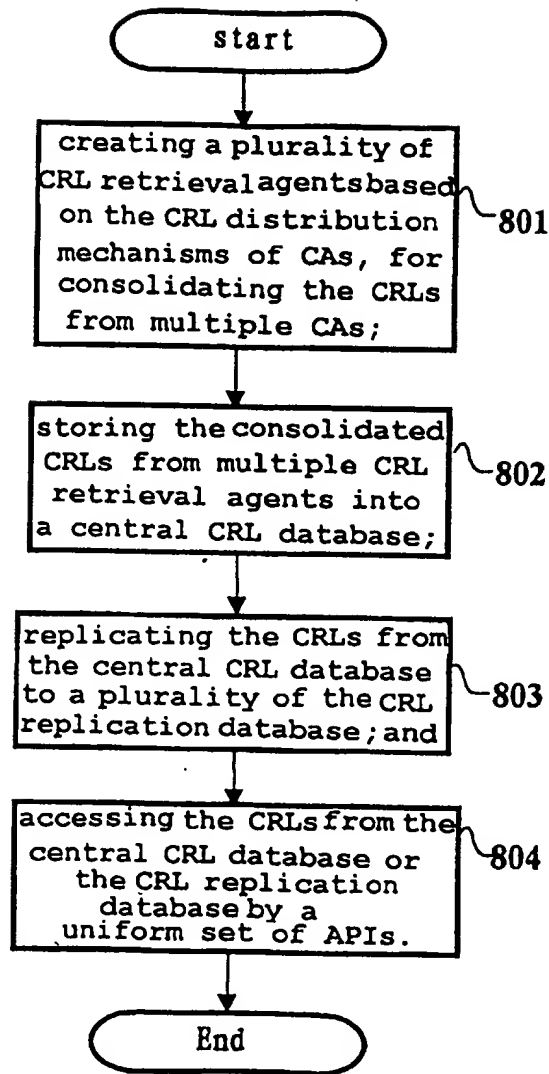 start
creating a plurality of
CRL retrieval agents based
on the CRL distribution
mechanisms of CAs, for
consolidating the CRLs
from multiple CAs;
801
storing the consolidated
CRLs from multiple CRL
retrieval agents into
a central CRL database;
802
replicating the CRLs from
the central CRL database
to a plurality of the CRL
replication database; and
803
accessing the CRLs from the
central CRL database or
the CRL replication
database by a
uniform set of APIs.
804
End